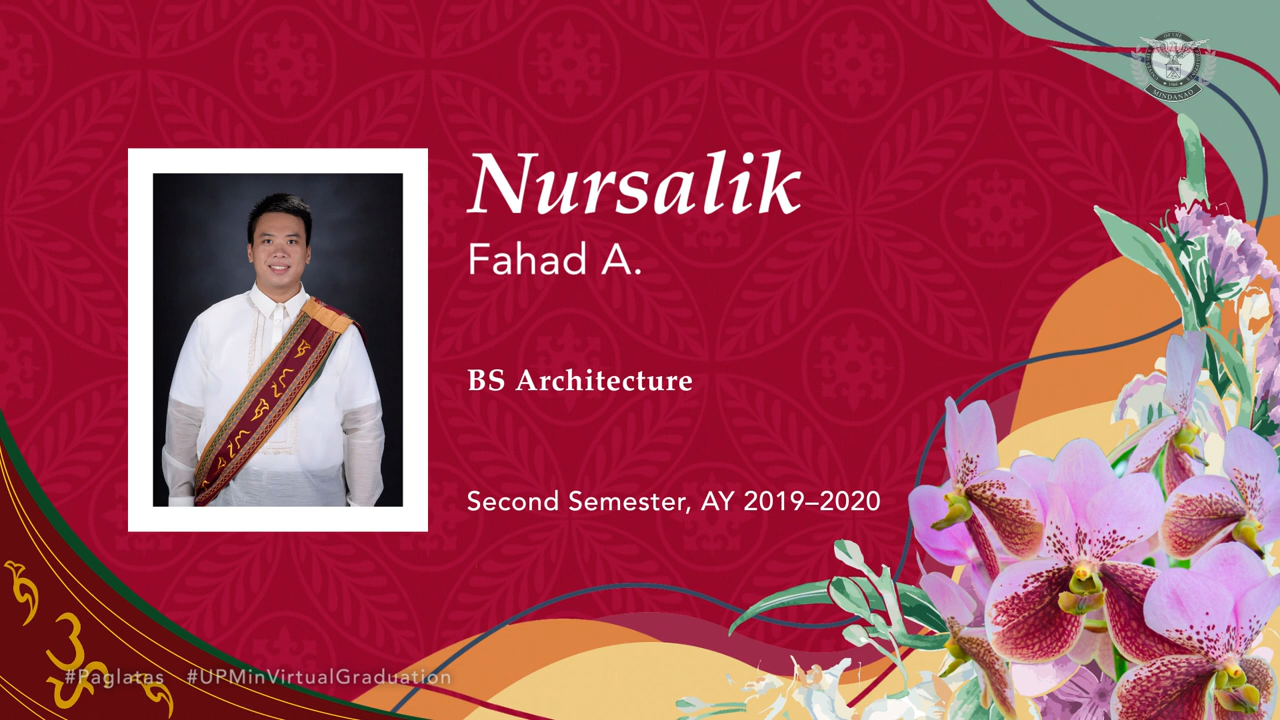 Nursalik
Fahad A.
BS Architecture
Second Semester, AY 2019–2020
#Paglatas #UPMinVirtualGraduation
MINDANAO